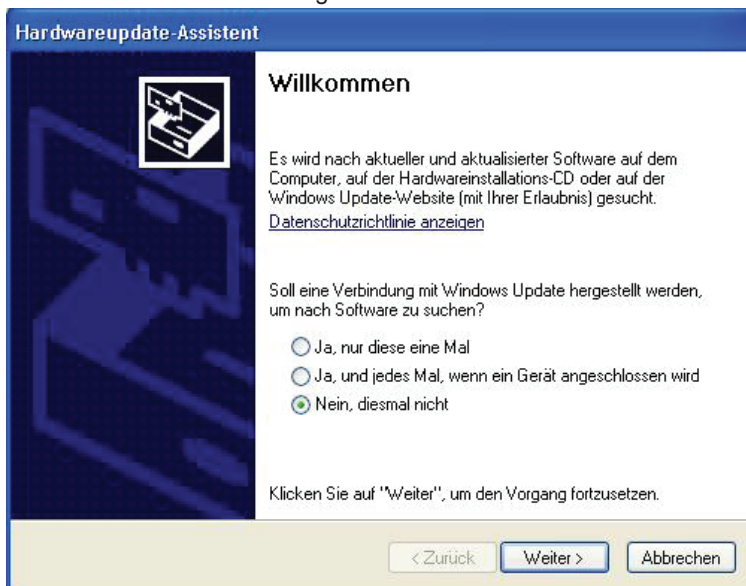 Hardwareupdate-Assistent
Willkommen
Es wird nach aktueller und aktualisierter Software auf dem
Computer, auf der Hardwareinstallations-CD oder auf der
Windows Update-Website (mit Ihrer Erlaubnis) gesucht.
Datenschutzrichtlinie anzeigen
Soll eine Verbindung mit Windows Update hergestellt werden,
um nach Software zu suchen?
Ja, nur diese eine Mal
Ja, und jedes Mal, wenn ein Gerät angeschlossen wird
Nein, diesmal nicht
Klicken Sie auf "Weiter", um den Vorgang fortzusetzen.
< Zurück Weiter > Abbrechen